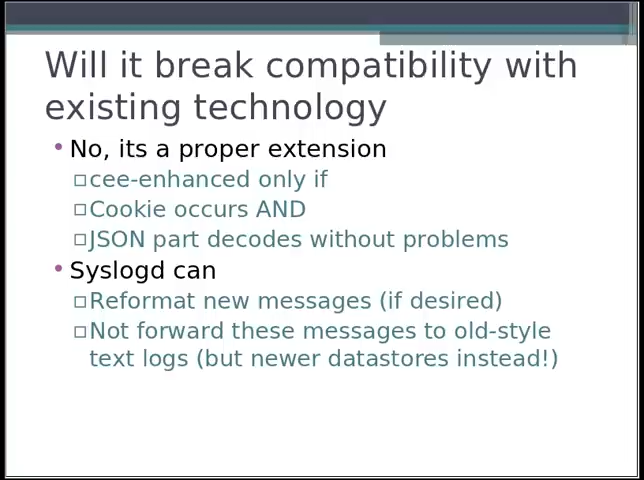 Will it break compatibility with
existing technology
• No, its a proper extension
□cee-enhanced only if
□Cookie occurs AND
□JSON part decodes without problems
• Syslogd can
□Reformat new messages (if desired)
□Not forward these messages to old-style
text logs (but newer datastores instead!)